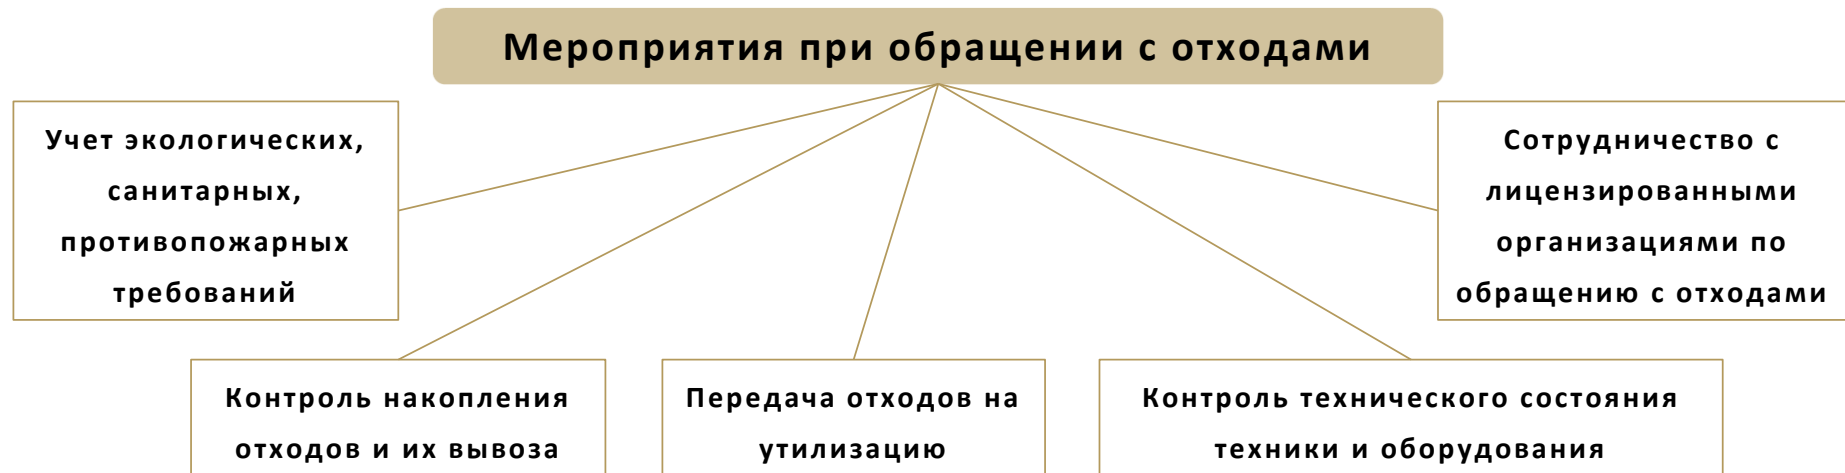 Мероприятия при обращении с отходами
Учет экологических,
санитарных,
противопожарных
требований
Сотрудничество с
лицензированными
организациями по
обращению с отходами
Контроль накопления
отходов и их вывоза
Передача отходов на
утилизацию
Контроль технического состояния
техники и оборудования